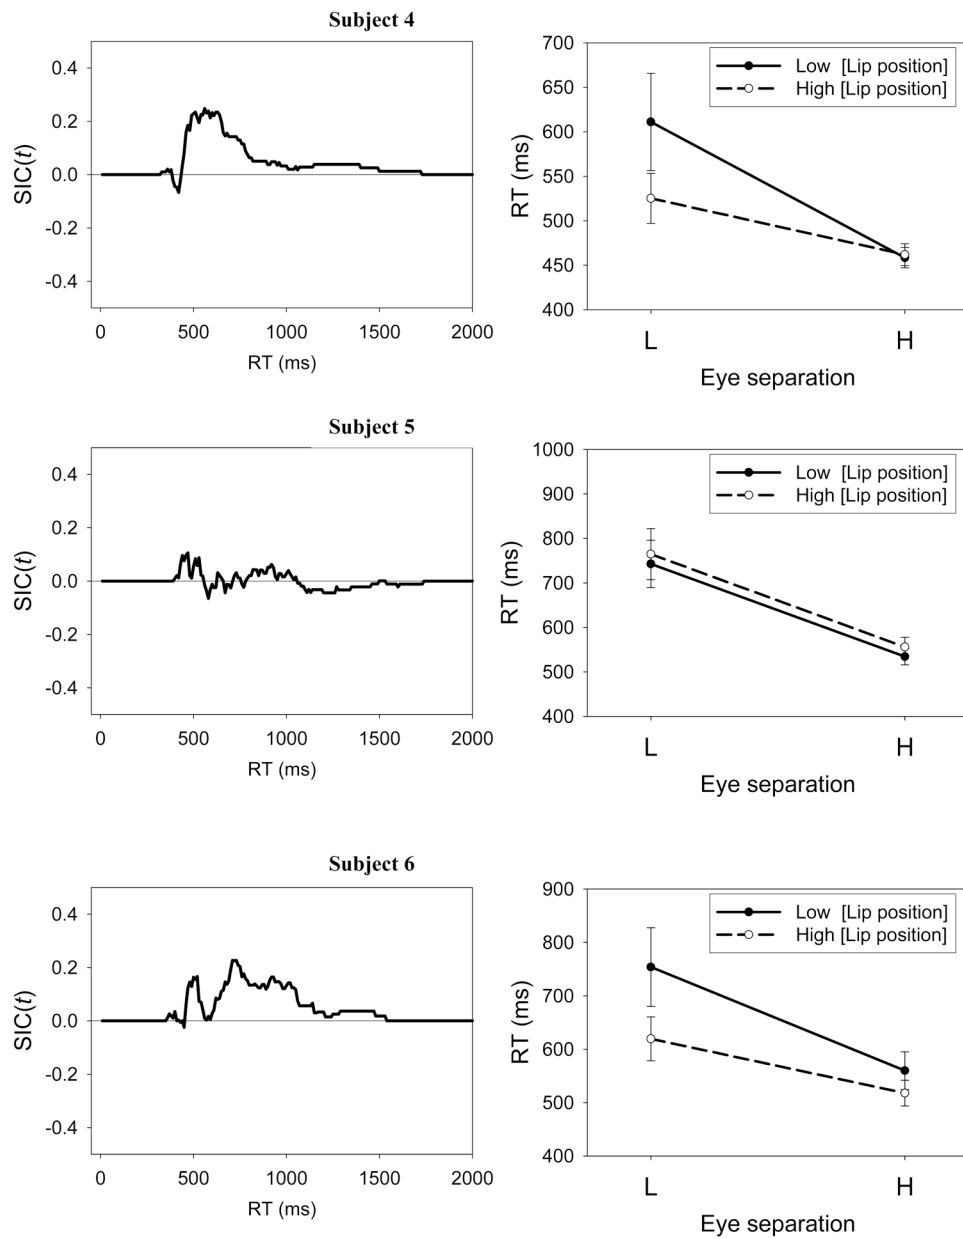 Subject 4
0.4
0.2
0.0
-0.2
-0.4
SIC(t)
0 500 1000 1500 2000
RT (ms)
700
650
600
550
500
450
400
RT (ms)
Low [Lip position]
High [Lip position]
L H
Eye separation
Subject 5
0.4
0.2
0.0
-0.2
-0.4
SIC(t)
0 500 1000 1500 2000
RT (ms)
1000
900
800
700
600
500
400
RT (ms)
Low [Lip position]
High [Lip position]
L H
Eye separation
Subject 6
0.4
0.2
0.0
-0.2
-0.4
SIC(t)
0 500 1000 1500 2000
RT (ms)
900
800
700
600
500
400
RT (ms)
Low [Lip position]
High [Lip position]
L H
Eye separation